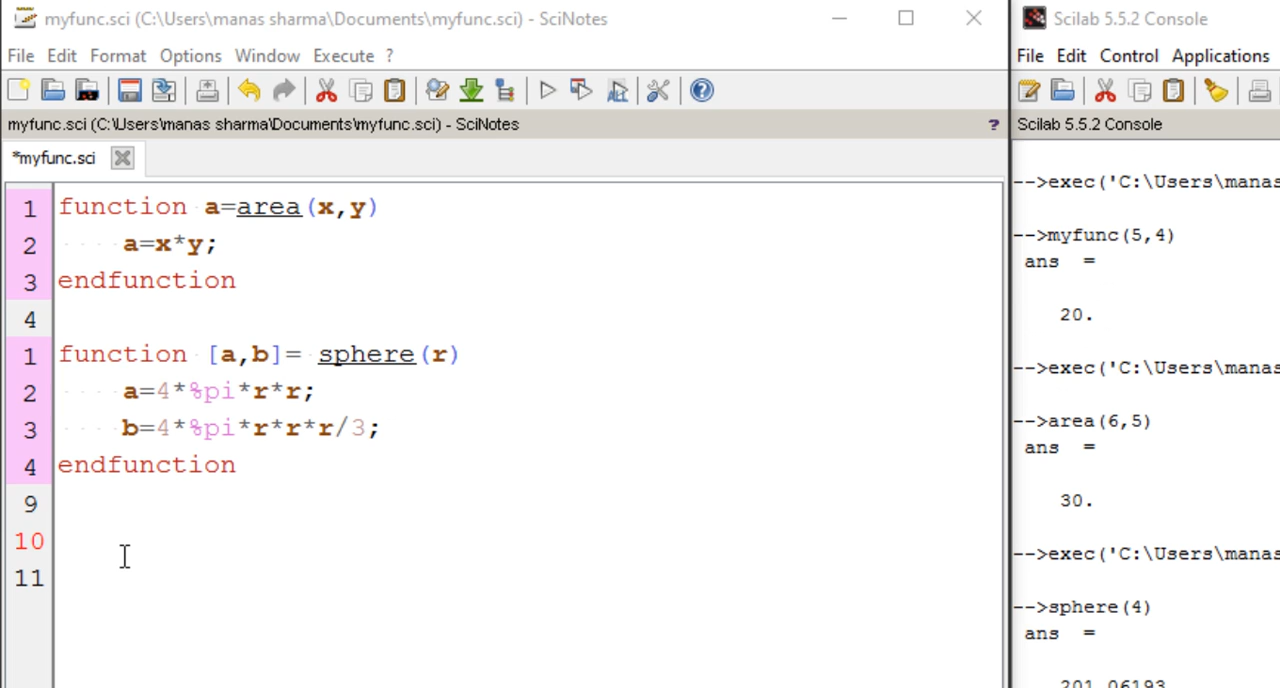 myfunc.sci (C:\Users\manas sharma\Documents\myfunc.sci) - SciNotes
File Edit Format Options Window Execute ?
myfunc.sci (C:\Users\manas sharma\Documents\myfunc.sci) - SciNotes ?
*myfunc.sci
1 function a=area(x,y)
2 a=x*y;
3 endfunction
4
1 function [a,b]= sphere(r)
2 a=4*%pi*r*r;
3 b=4*%pi*r*r*r/3;
4 endfunction
9
10
11
Scilab 5.5.2 Console
File Edit Control Applications
Scilab 5.5.2 Console
-->exec('C:\Users\manas
-->myfunc(5,4)
ans =
20.
-->exec('C:\Users\manas
-->area(6,5)
ans =
30.
-->exec('C:\Users\manas
-->sphere(4)
ans =
201.06193